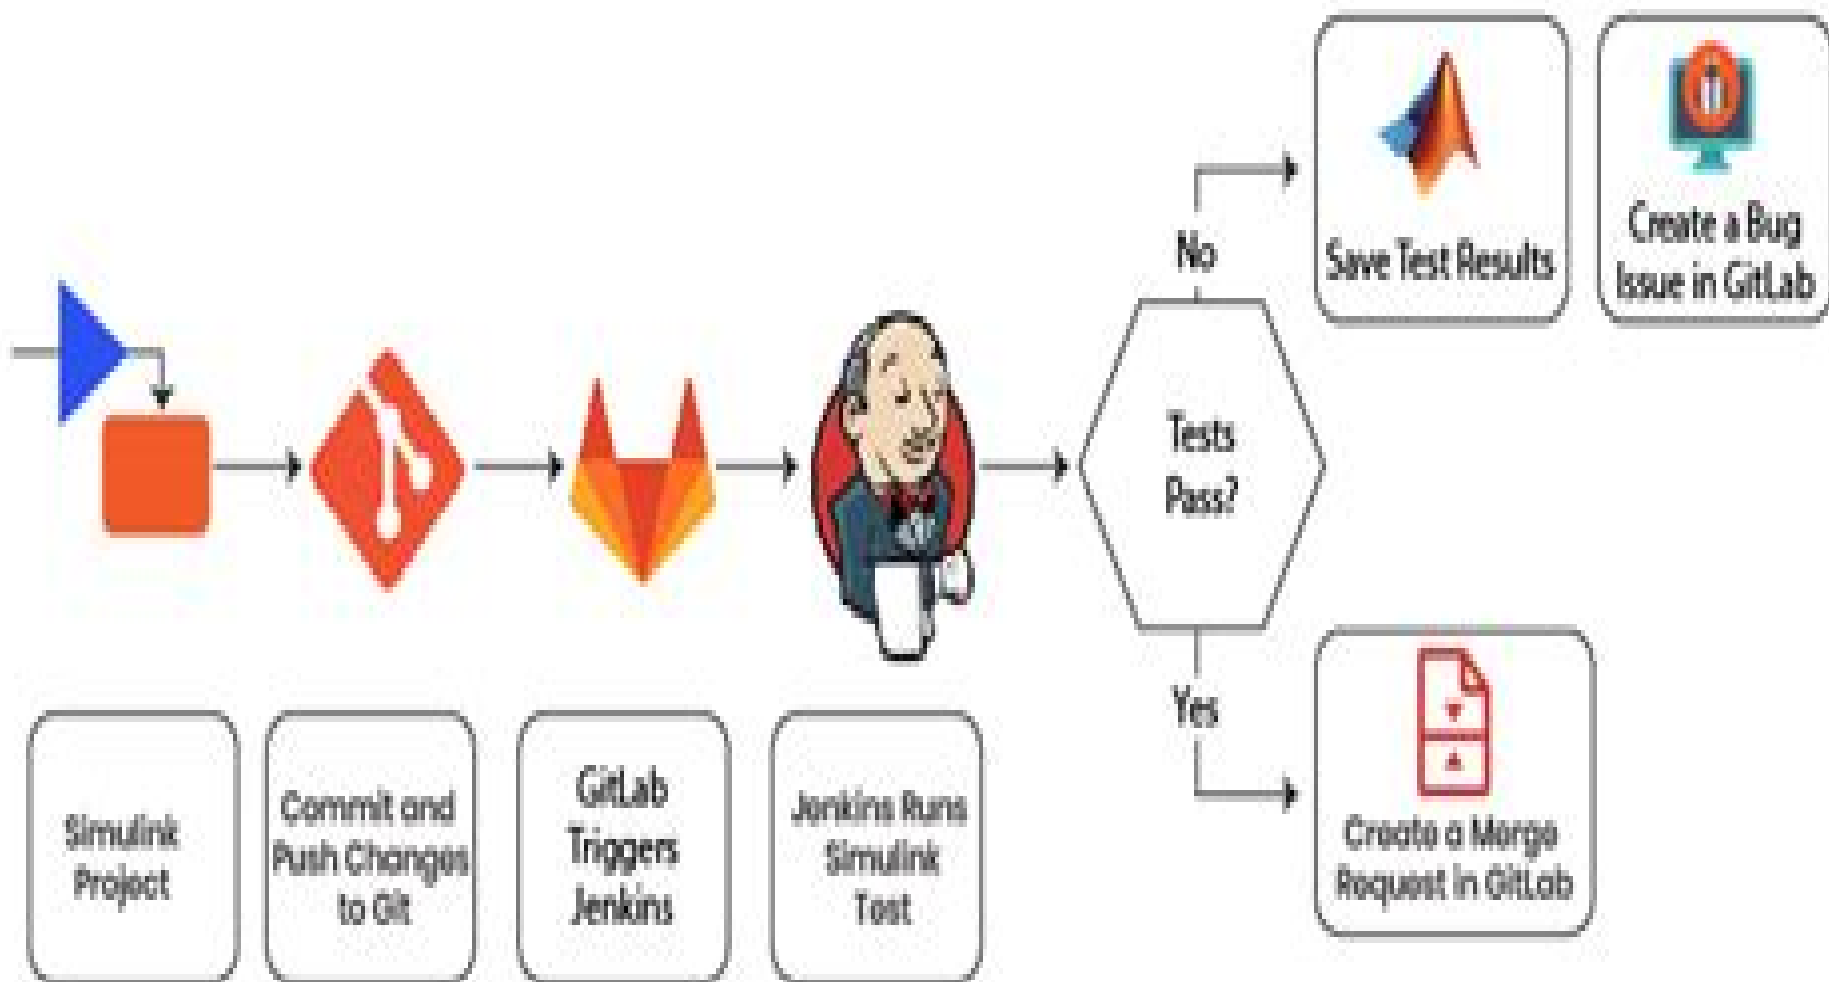 Save Test Results
Create a Bug
Issue in GitLab
No
Tests
Pass?
Yes
Simulink
Project
Commit and
Push Changes
to Git
GitLab
Triggers
Jenkins
Jenkins Runs
Simulink
Test
Create a Merge
Request in GitLab